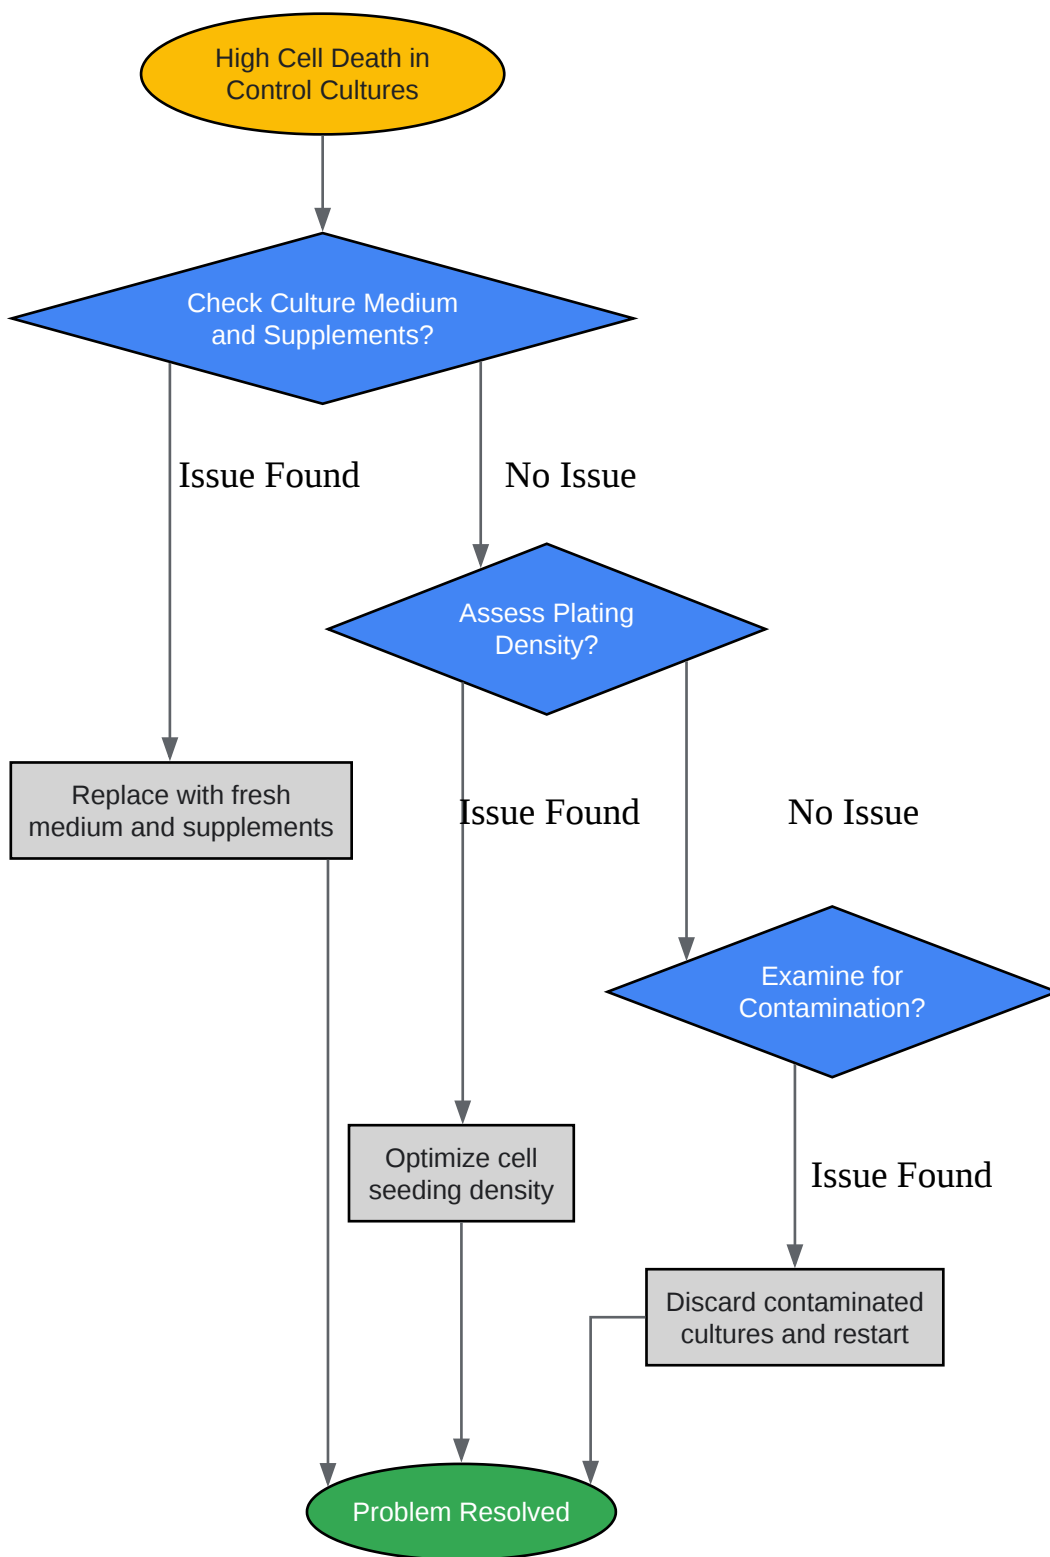 High Cell Death in
Control Cultures
Check Culture Medium
and Supplements?
Issue Found
No Issue
Assess Plating
Density?
Replace with fresh
medium and supplements
Issue Found
No Issue
Examine for
Contamination?
Optimize cell
seeding density
Issue Found
Discard contaminated
cultures and restart
Problem Resolved